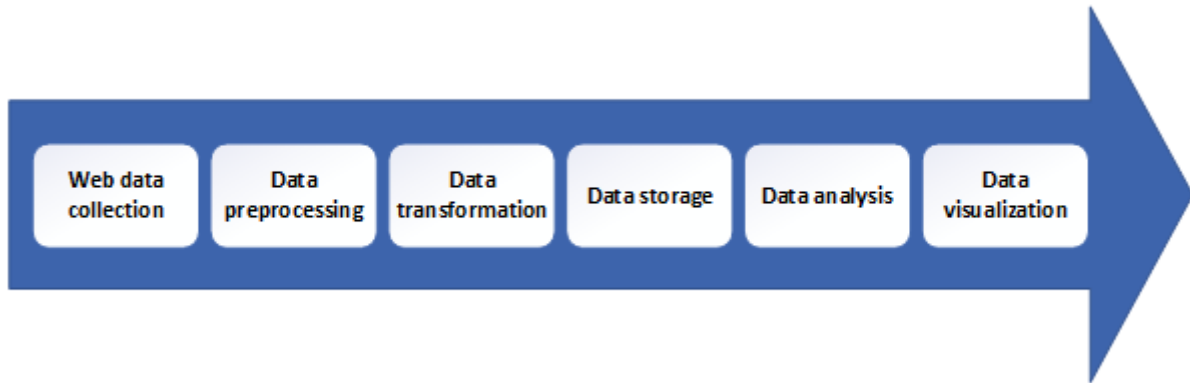 Web data
collection
Data
preprocessing
Data
transformation
Data storage
Data analysis
Data
visualization